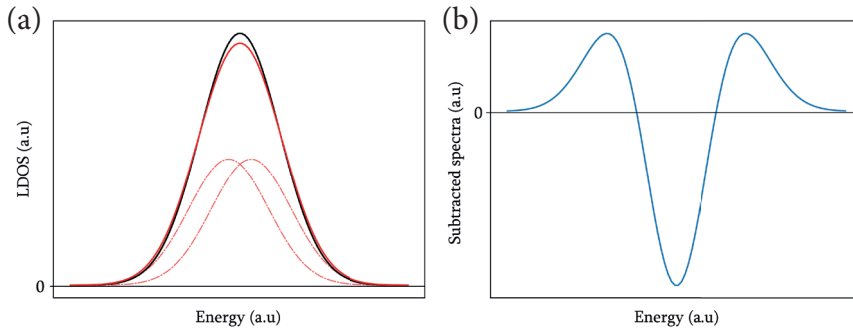 (a)
LDOS (a.u)
0
Energy (a.u)
(b)
Subtracted spectra (a.u)
0
Energy (a.u)